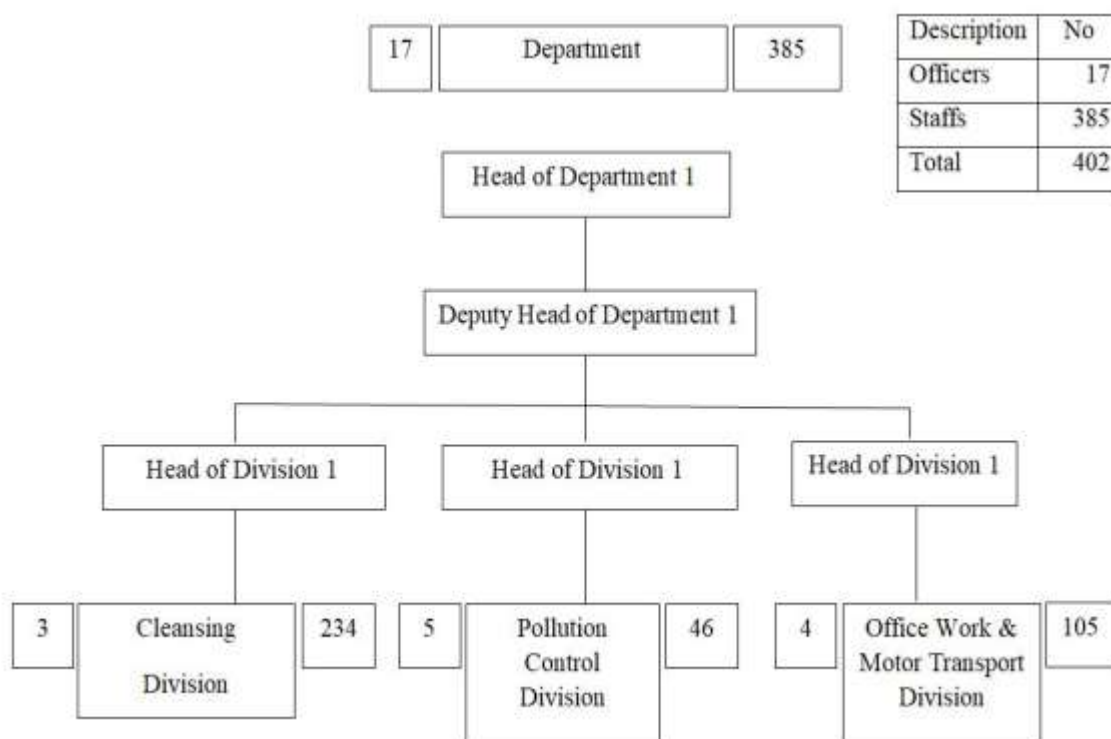 17 Department 385
Description No
Officers 17
Staffs 385
Total 402
Head of Department 1
Deputy Head of Department 1
Head of Division 1
Head of Division 1
Head of Division 1
3
Cleansing
Division
234
5
Pollution
Control
Division
46
4
Office Work &
Motor Transport
Division
105